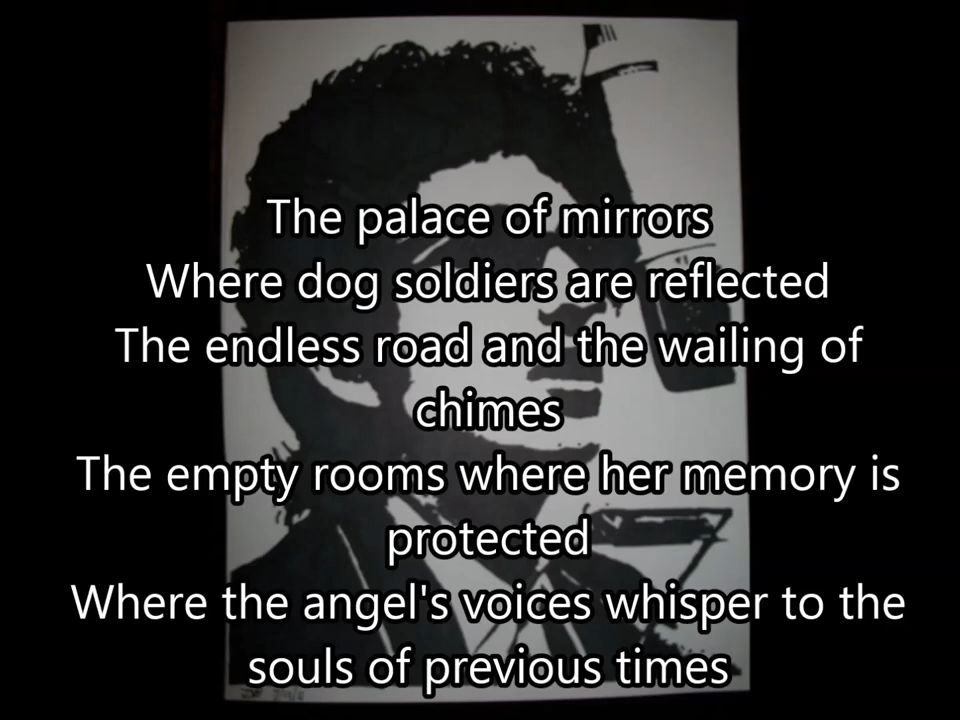 The palace of mirrors
Where dog soldiers are reflected
The endless road and the wailing of
chimes
The empty rooms where her memory is
protected
Where the angel's voices whisper to the
souls of previous times